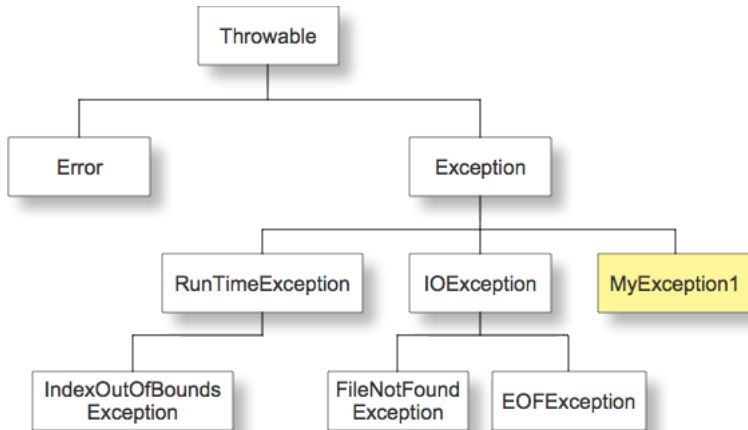 Throwable
Error
Exception
RunTimeException
IOException
MyException1
IndexOutOfBounds
Exception
FileNotFound
Exception
EOFException